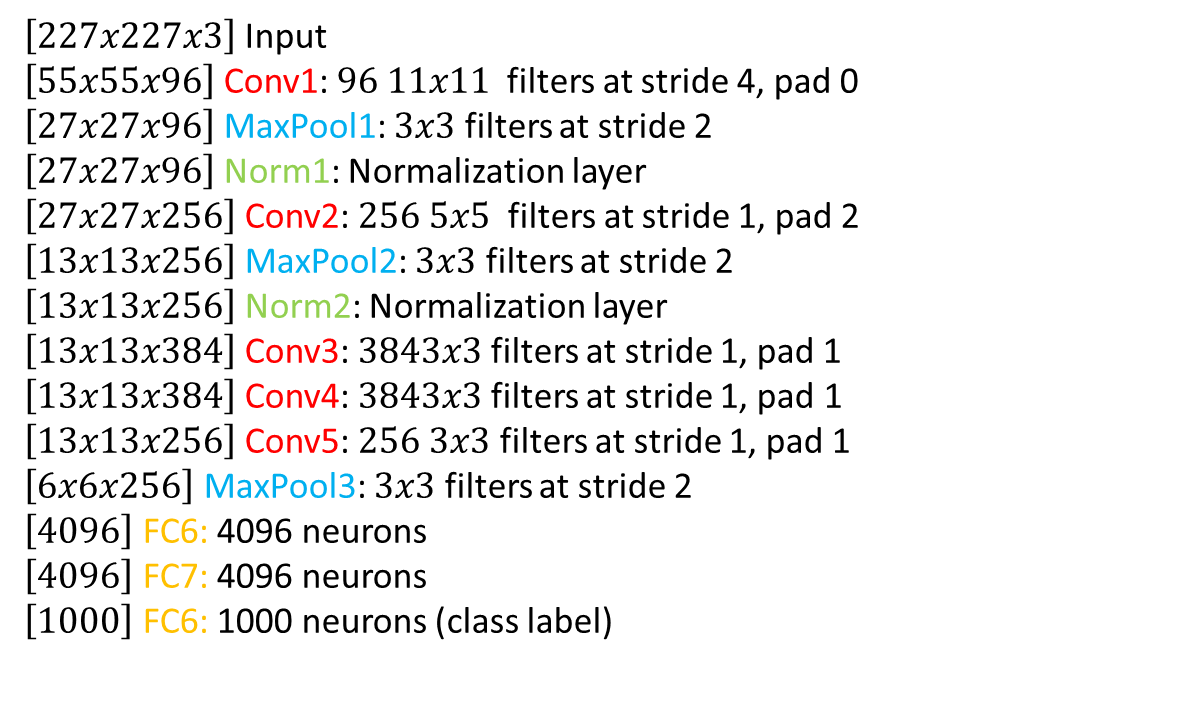 [227x227x3] Input
[55x55x96] Conv1: 96 11x11 filters at stride 4, pad 0
[27x27x96] MaxPool1: 3x3 filters at stride 2
[27x27x96] Norm1: Normalization layer
[27x27x256] Conv2: 256 5x5 filters at stride 1, pad 2
[13x13x256] MaxPool2: 3x3 filters at stride 2
[13x13x256] Norm2: Normalization layer
[13x13x384] Conv3: 3843x3 filters at stride 1, pad 1
[13x13x384] Conv4: 3843x3 filters at stride 1, pad 1
[13x13x256] Conv5: 256 3x3 filters at stride 1, pad 1
[6x6x256] MaxPool3: 3x3 filters at stride 2
[4096] FC6: 4096 neurons
[4096] FC7: 4096 neurons
[1000] FC6: 1000 neurons (class label)